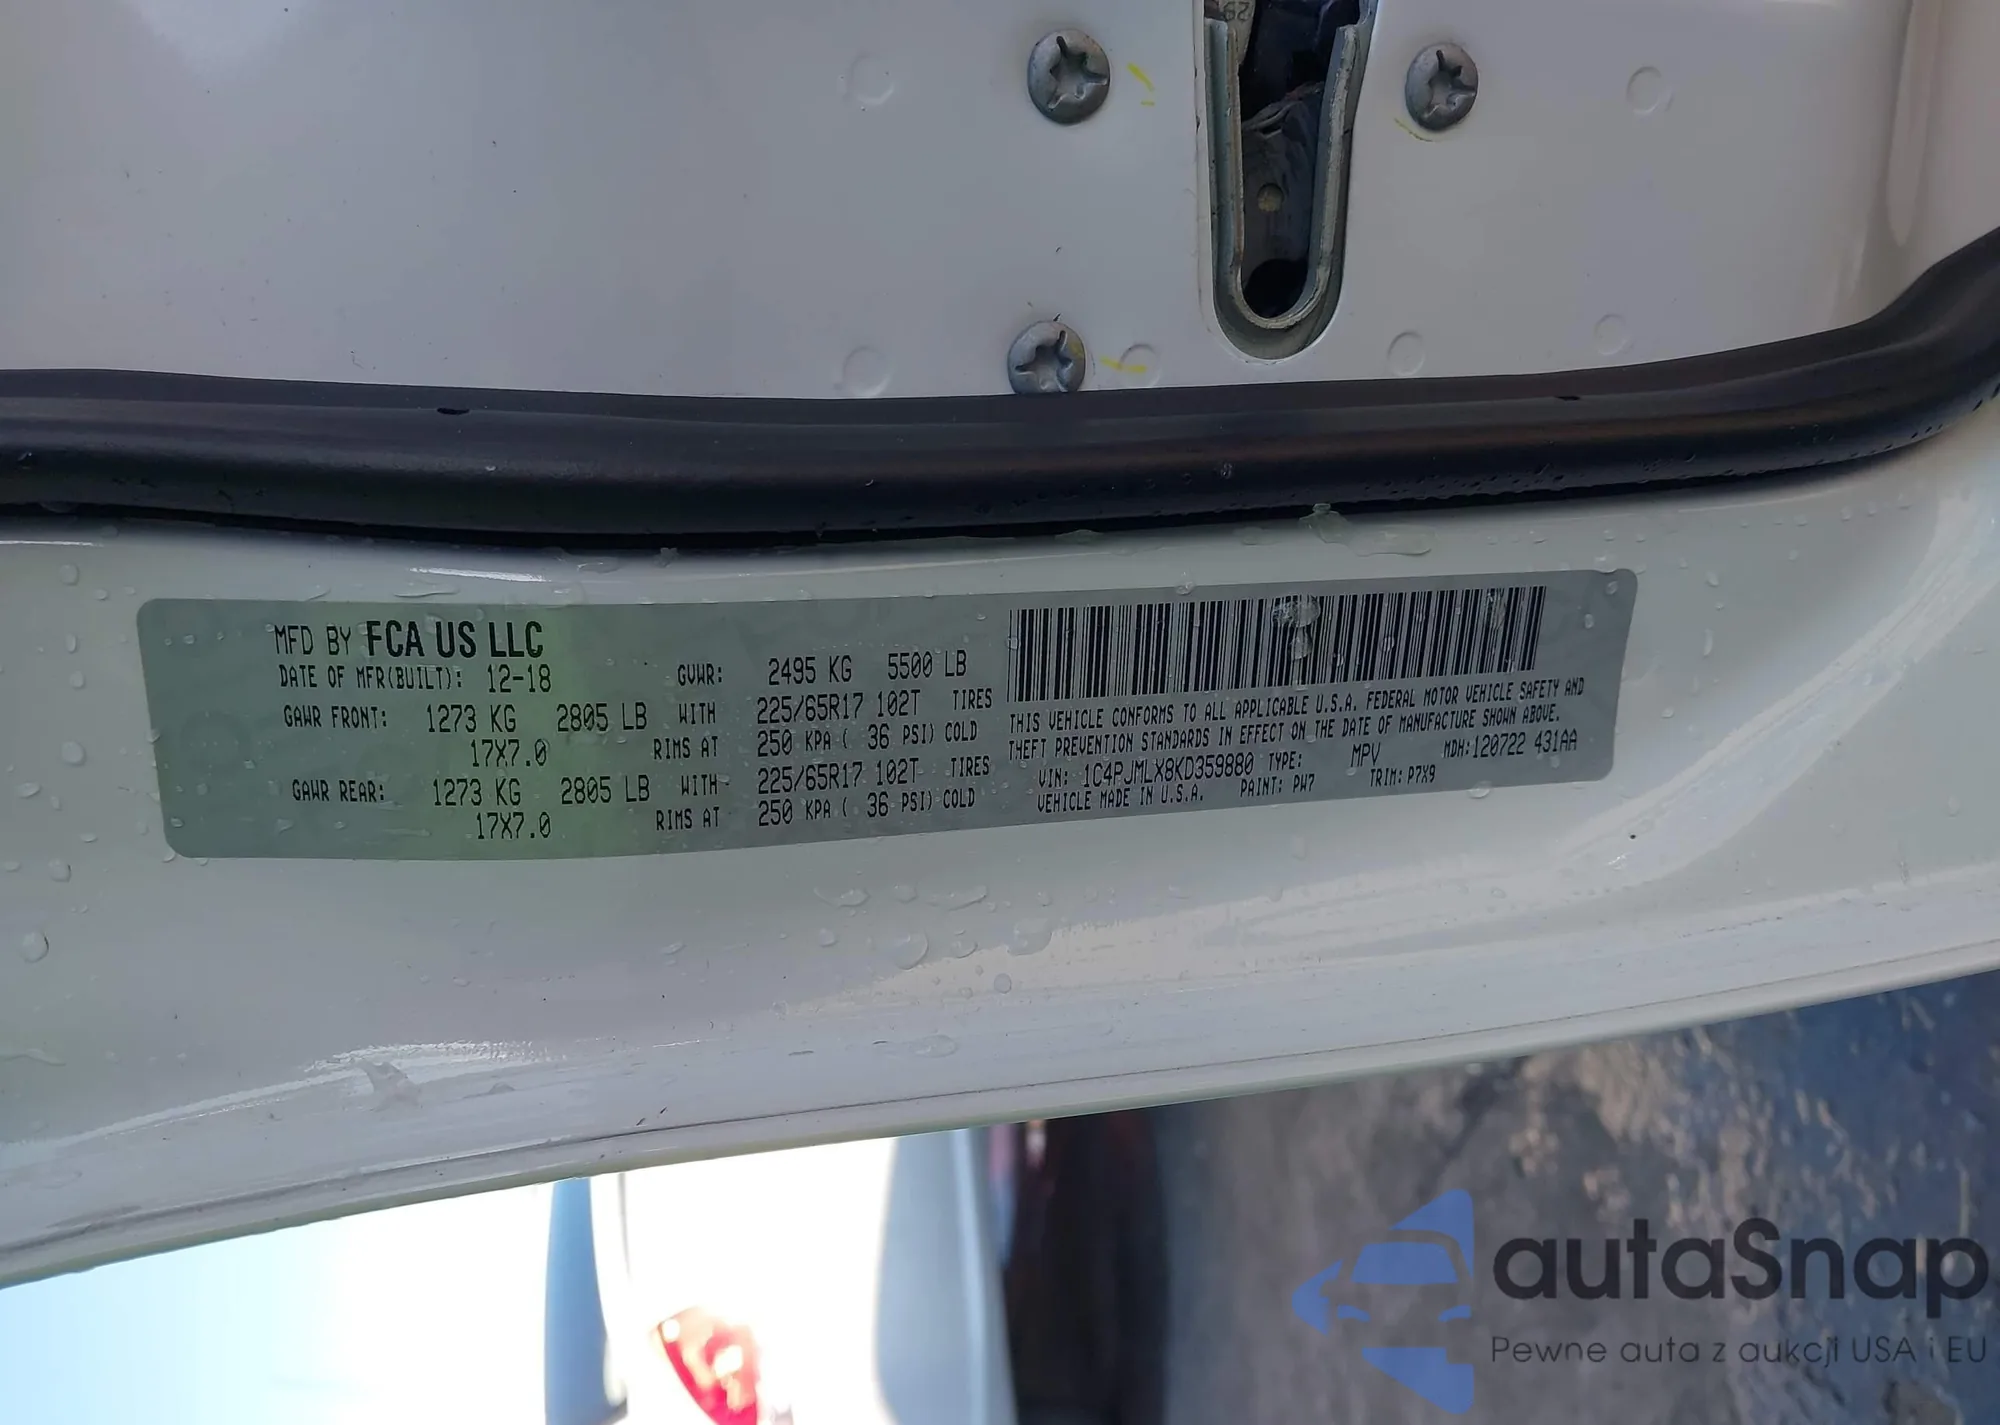 MFD BY FCA US LLC
DATE OF MFR(BUILT): 12-18 GVWR: 2495 KG 5500 LB
GAWR FRONT: 1273 KG 2805 LB WITH 225/65R17 102T TIRES
17X7.0 RIMS AT 250 KPA ( 36 PSI) COLD
GAWR REAR: 1273 KG 2805 LB WITH 225/65R17 102T TIRES
17X7.0 RIMS AT 250 KPA ( 36 PSI) COLD
THIS VEHICLE CONFORMS TO ALL APPLICABLE U.S.A. FEDERAL MOTOR VEHICLE SAFETY AND
THEFT PREVENTION STANDARDS IN EFFECT ON THE DATE OF MANUFACTURE SHOWN ABOVE.
VIN: 1C4PJMLX8KD359880 TYPE: MPV MDH:120722 431AA
VEHICLE MADE IN U.S.A. PAINT: PW7 TRIM: P7X9
autaSnap
Pewne auta z aukcji USA i EU